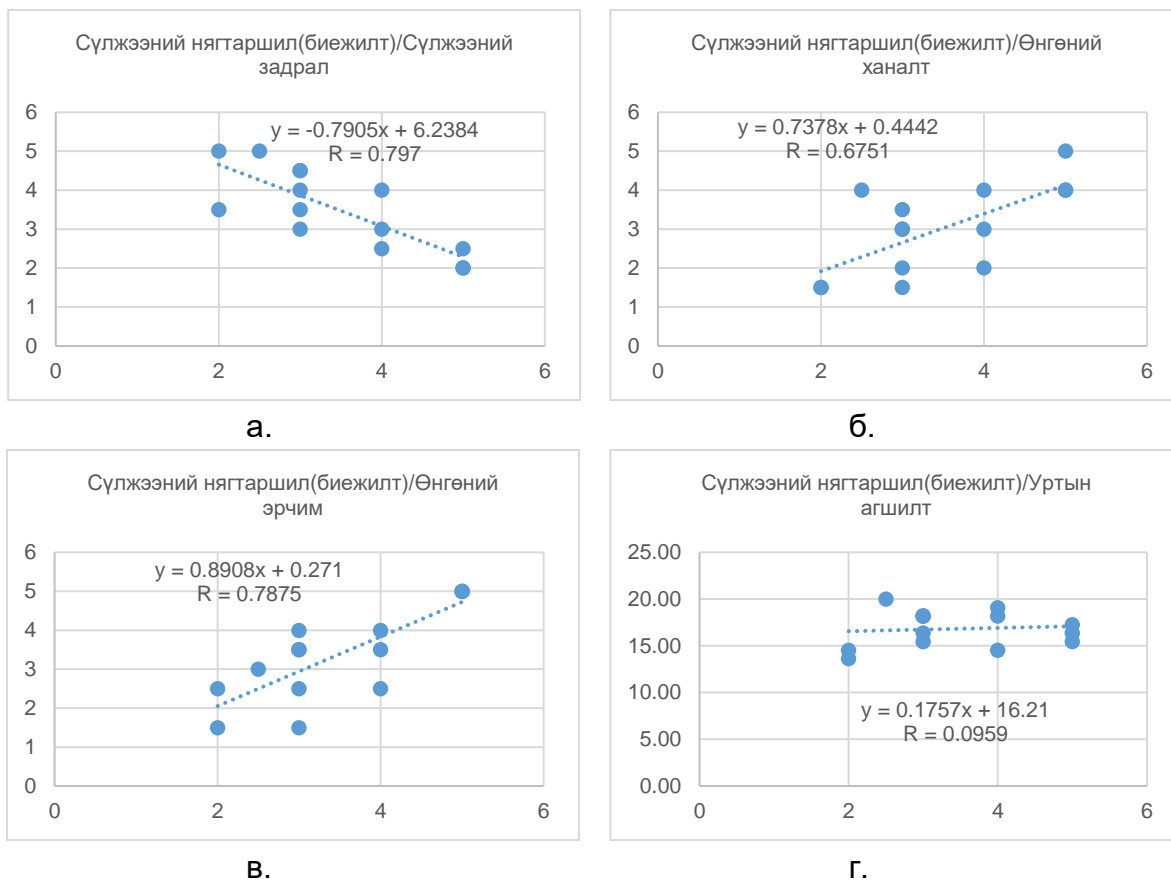 Сүлжээний нягтаршил(биежилт)/Сүлжээний
задрал
y = -0.7905x + 6.2384
R = 0.797
6
5
4
3
2
1
0
0 2 4 6
а.
Сүлжээний нягтаршил(биежилт)/Өнгөний
ханалт
y = 0.7378x + 0.4442
R = 0.6751
6
5
4
3
2
1
0
0 2 4 6
б.
Сүлжээний нягтаршил(биежилт)/Өнгөний
эрчим
y = 0.8908x + 0.271
R = 0.7875
6
5
4
3
2
1
0
0 2 4 6
в.
Сүлжээний нягтаршил(биежилт)/Уртын
агшилт
25.00
20.00
15.00
10.00
5.00
0.00
y = 0.1757x + 16.21
R = 0.0959
0 2 4 6
г.